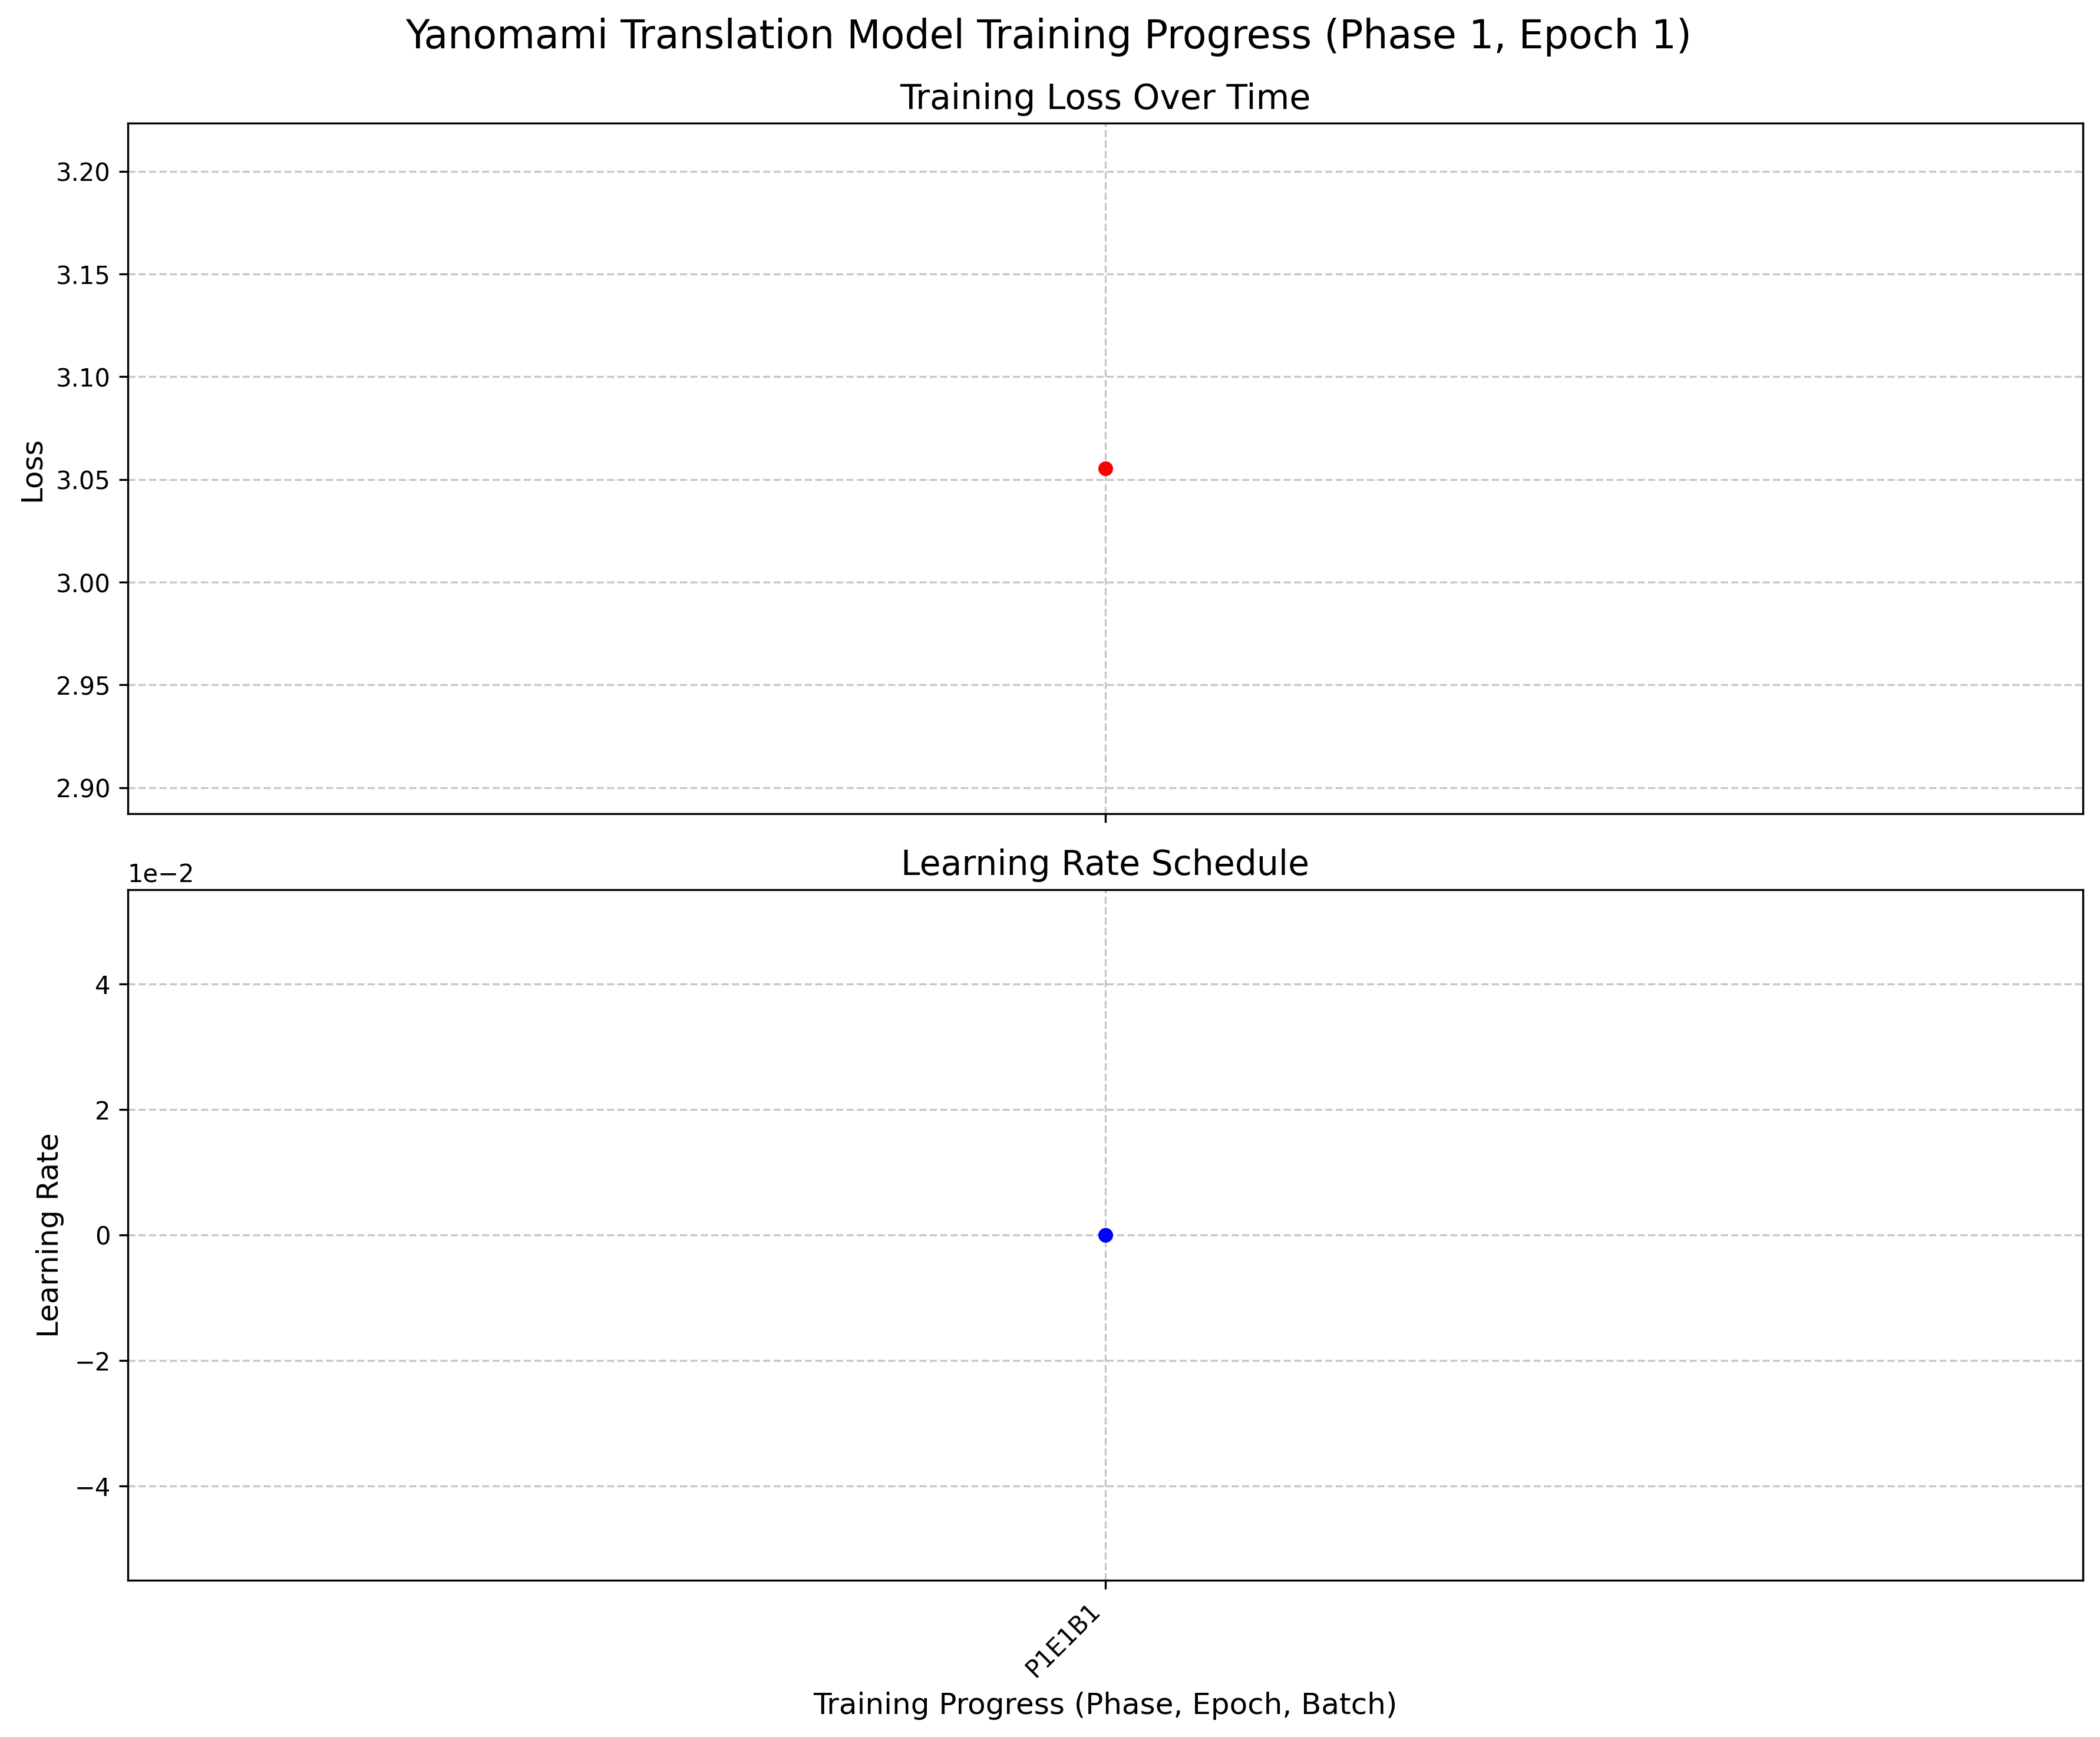 Yanomami Translation Model Training Progress (Phase 1, Epoch 1)
Training Loss Over Time
3.20
3.15
3.10
3.05
3.00
2.95
2.90
Loss
Learning Rate Schedule
1e−2
4
2
0
−2
−4
Learning Rate
P1E1B1
Training Progress (Phase, Epoch, Batch)